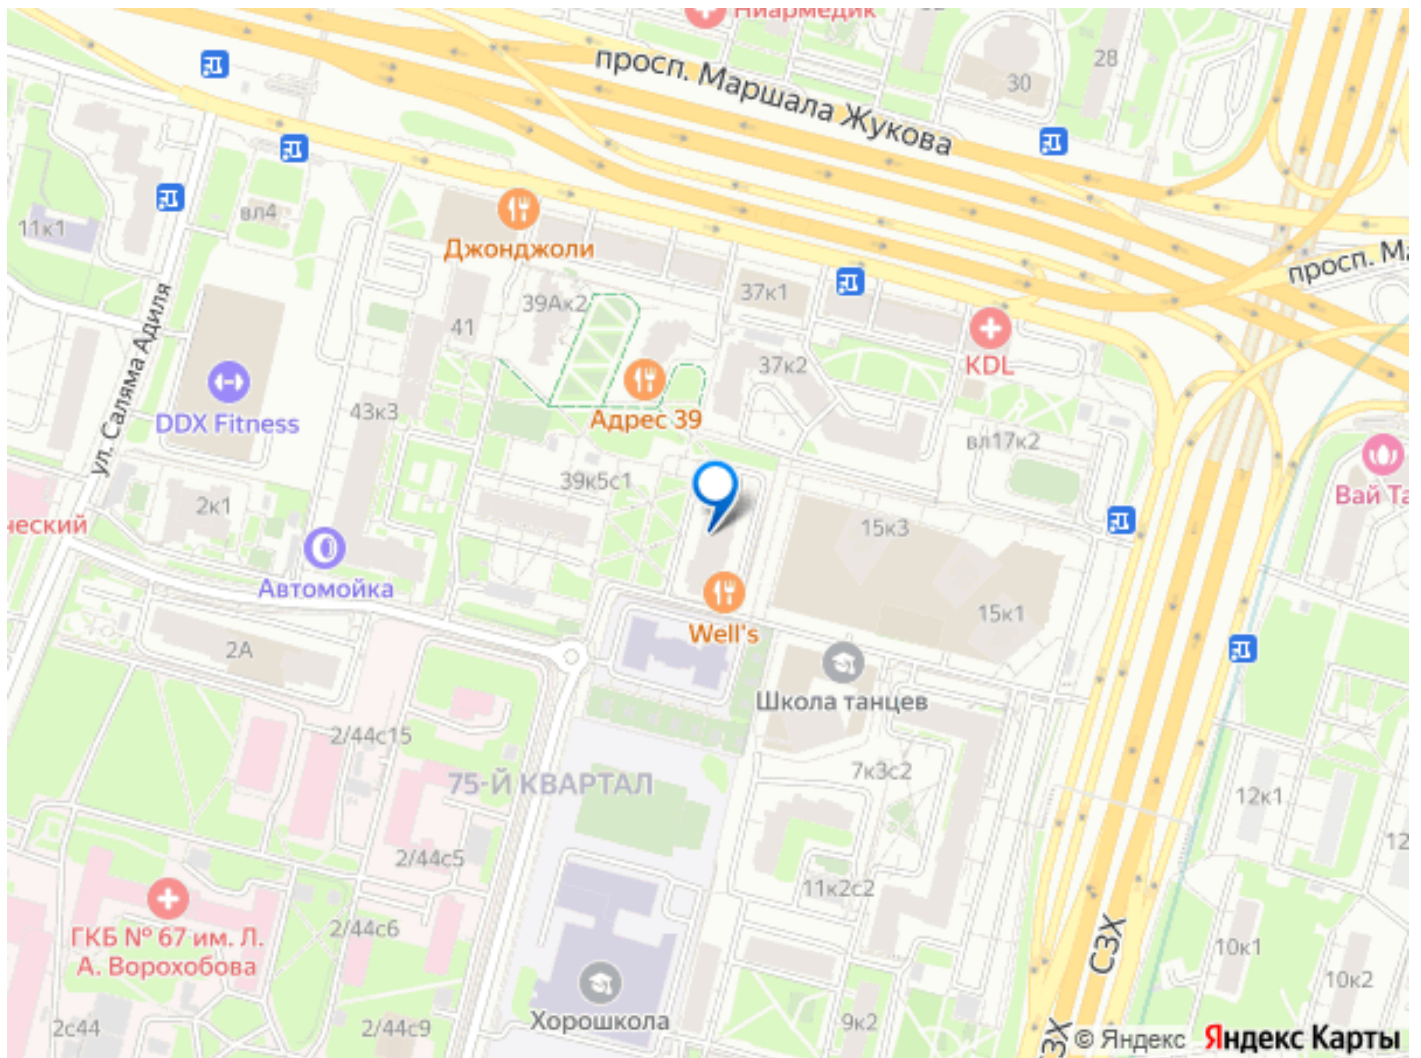 Ниармедик
просп. Маршала Жукова
28
30
вл4
11к1
Джонджоли
просп. М
37к1
39Ак2
41
ул. Саляма Адиля
KDL
37к2
DDX Fitness
43к3
Адрес 39
вл17к2
39к5с1
Вай Та
2к1
ческий
15к3
Автомойка
15к1
Well's
2А
Школа танцев
2/44с15
7к3с2
75-Й КВАРТАЛ
12к1
12
2/44с5
11к2с2
2/44с6
ГКБ № 67 им. Л.
А. Ворохобова
СЗХ
10к1
10к2
Хорошкола
9к2
2с44
2/44с9
СЗХ
© Яндекс Яндекс Карты